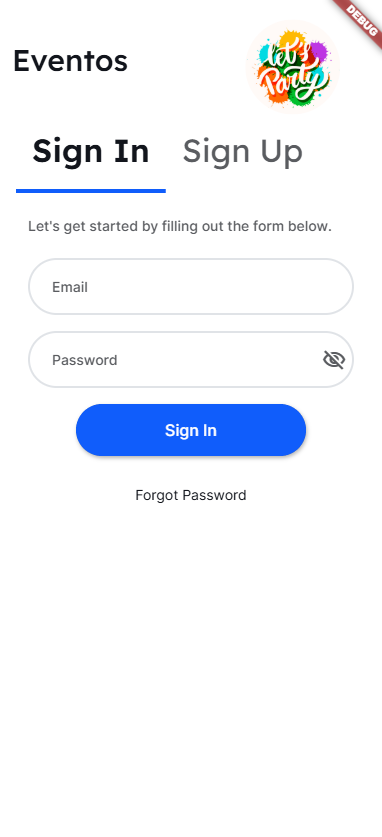 DEBUG
Eventos
let's
Party
Sign In Sign Up
Let's get started by filling out the form below.
Email
Password
Sign In
Forgot Password